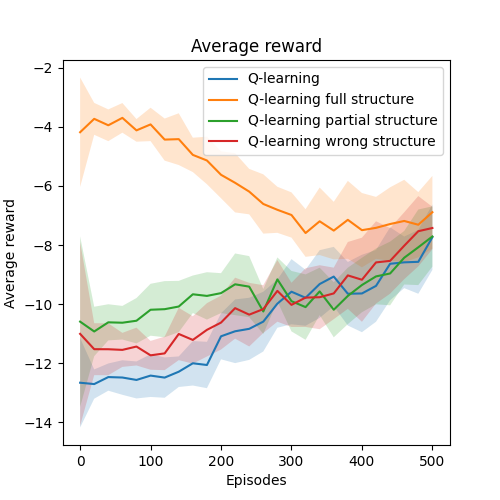 Average reward
Q-learning
Q-learning full structure
Q-learning partial structure
Q-learning wrong structure
Average reward
−2
−4
−6
−8
−10
−12
−14
0 100 200 300 400 500
Episodes